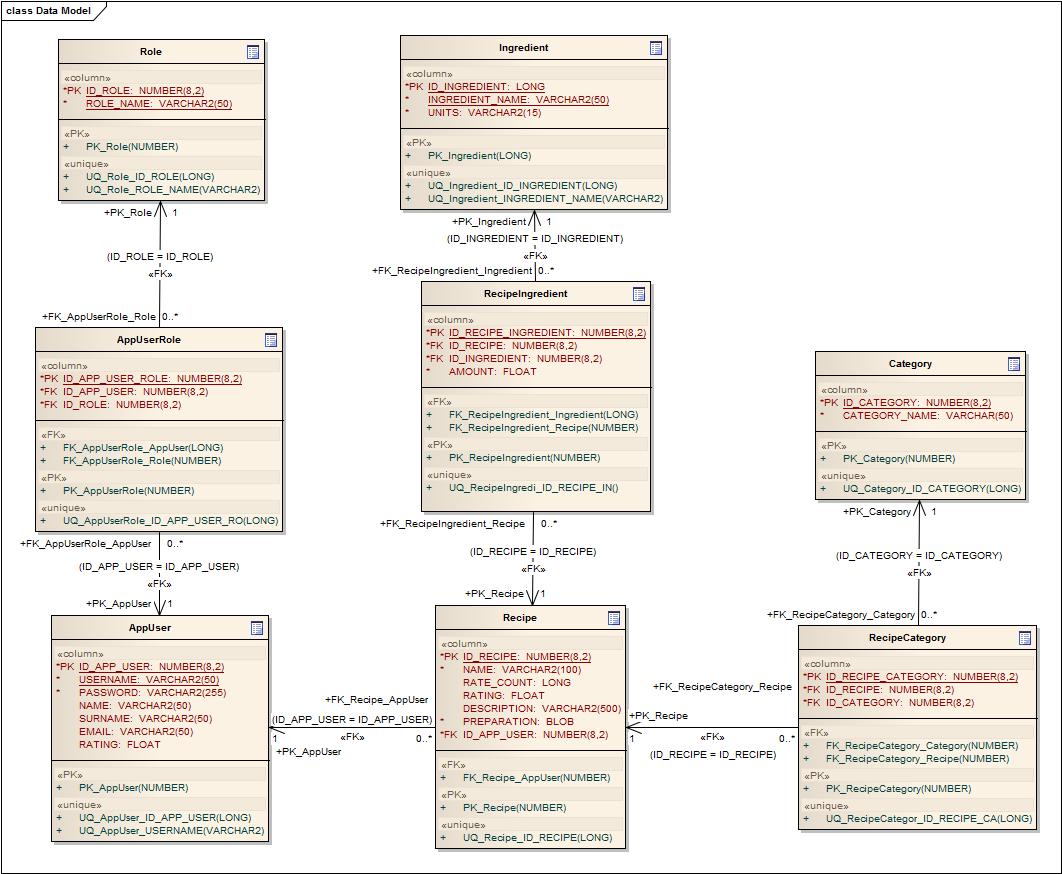 class Data Model
Role
«column»
*PK ID_ROLE: NUMBER(8,2)
* ROLE_NAME: VARCHAR2(50)
«PK»
+ PK_Role(NUMBER)
«unique»
+ UQ_Role_ID_ROLE(LONG)
+ UQ_Role_ROLE_NAME(VARCHAR2)
+PK_Role 1
(ID_ROLE = ID_ROLE)
«FK»
+FK_AppUserRole_Role 0..*
AppUserRole
«column»
*PK ID_APP_USER_ROLE: NUMBER(8,2)
*FK ID_APP_USER: NUMBER(8,2)
*FK ID_ROLE: NUMBER(8,2)
«FK»
+ FK_AppUserRole_AppUser(LONG)
+ FK_AppUserRole_Role(NUMBER)
«PK»
+ PK_AppUserRole(NUMBER)
«unique»
+ UQ_AppUserRole_ID_APP_USER_RO(LONG)
+FK_AppUserRole_AppUser 0..*
(ID_APP_USER = ID_APP_USER)
«FK»
+PK_AppUser 1
AppUser
«column»
*PK ID_APP_USER: NUMBER(8,2)
* USERNAME: VARCHAR2(50)
* PASSWORD: VARCHAR2(255)
NAME: VARCHAR2(50)
SURNAME: VARCHAR2(50)
EMAIL: VARCHAR2(50)
RATING: FLOAT
«PK»
+ PK_AppUser(NUMBER)
«unique»
+ UQ_AppUser_ID_APP_USER(LONG)
+ UQ_AppUser_USERNAME(VARCHAR2)
Ingredient
«column»
*PK ID_INGREDIENT: LONG
* INGREDIENT_NAME: VARCHAR2(50)
* UNITS: VARCHAR2(15)
«PK»
+ PK_Ingredient(LONG)
«unique»
+ UQ_Ingredient_ID_INGREDIENT(LONG)
+ UQ_Ingredient_INGREDIENT_NAME(VARCHAR2)
+PK_Ingredient 1
(ID_INGREDIENT = ID_INGREDIENT)
«FK»
+FK_RecipeIngredient_Ingredient 0..*
RecipeIngredient
«column»
*PK ID_RECIPE_INGREDIENT: NUMBER(8,2)
*FK ID_RECIPE: NUMBER(8,2)
*FK ID_INGREDIENT: NUMBER(8,2)
* AMOUNT: FLOAT
«FK»
+ FK_RecipeIngredient_Ingredient(LONG)
+ FK_RecipeIngredient_Recipe(NUMBER)
«PK»
+ PK_RecipeIngredient(NUMBER)
«unique»
+ UQ_RecipeIngredi_ID_RECIPE_IN()
+FK_RecipeIngredient_Recipe 0..*
(ID_RECIPE = ID_RECIPE)
«FK»
+PK_Recipe 1
Recipe
«column»
*PK ID_RECIPE: NUMBER(8,2)
* NAME: VARCHAR2(100)
RATE_COUNT: LONG
RATING: FLOAT
DESCRIPTION: VARCHAR2(500)
* PREPARATION: BLOB
*FK ID_APP_USER: NUMBER(8,2)
«FK»
+ FK_Recipe_AppUser(NUMBER)
«PK»
+ PK_Recipe(NUMBER)
«unique»
+ UQ_Recipe_ID_RECIPE(LONG)
+FK_Recipe_AppUser
(ID_APP_USER = ID_APP_USER)
1 «FK» 0..*
+PK_AppUser
Category
«column»
*PK ID_CATEGORY: NUMBER(8,2)
* CATEGORY_NAME: VARCHAR(50)
«PK»
+ PK_Category(NUMBER)
«unique»
+ UQ_Category_ID_CATEGORY(LONG)
+PK_Category 1
(ID_CATEGORY = ID_CATEGORY)
«FK»
+FK_RecipeCategory_Category 0..*
RecipeCategory
«column»
*PK ID_RECIPE_CATEGORY: NUMBER(8,2)
*FK ID_RECIPE: NUMBER(8,2)
*FK ID_CATEGORY: NUMBER(8,2)
«FK»
+ FK_RecipeCategory_Category(NUMBER)
+ FK_RecipeCategory_Recipe(NUMBER)
«PK»
+ PK_RecipeCategory(NUMBER)
«unique»
+ UQ_RecipeCategor_ID_RECIPE_CA(LONG)
+FK_RecipeCategory_Recipe
+PK_Recipe
1 «FK» 0..*
(ID_RECIPE = ID_RECIPE)